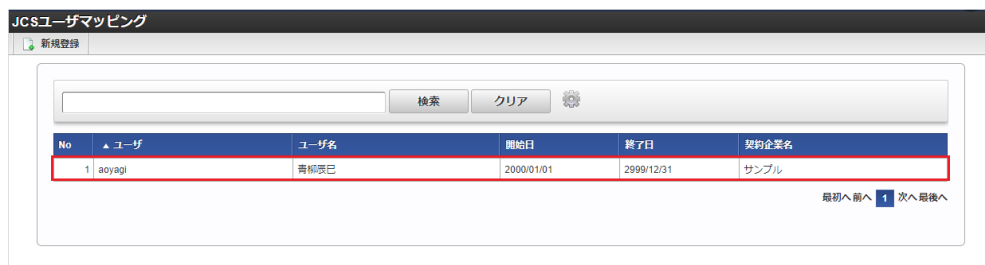 JCSユーザマッピング
新規登録
検索 クリア
No ▲ ユーザ ユーザ名 開始日 終了日 契約企業名
1 aoyagi 青柳辰巳 2000/01/01 2999/12/31 サンプル
最初へ 前へ 1 次へ 最後へ